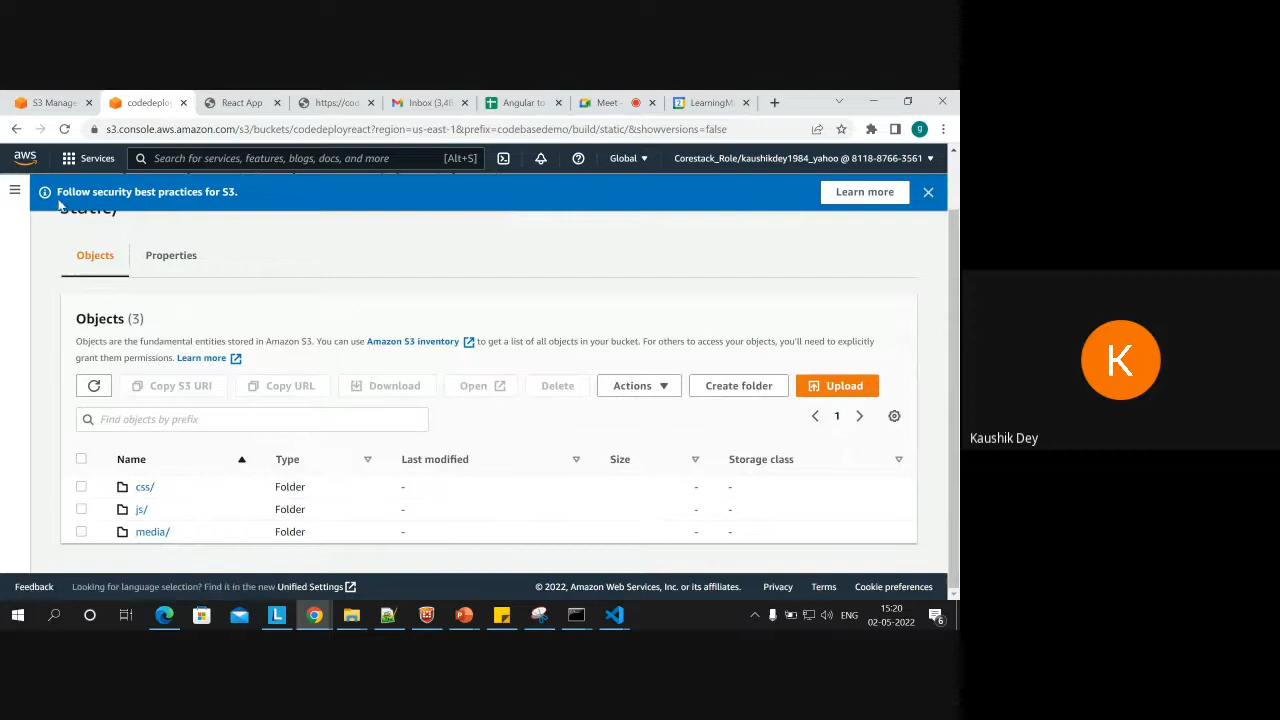 S3 Manage
codedeploy
React App
https://cod
Inbox (3,48
Angular to
Meet -
LearningM
s3.console.aws.amazon.com/s3/buckets/codedeployreact?region=us-east-1&prefix=codebasedemo/build/static/&showversions=false
g
aws
Services
Search for services, features, blogs, docs, and more
[Alt+S]
Global
Corestack_Role/kaushikdey1984_yahoo @ 8118-8766-3561
Follow security best practices for S3.
Learn more
static/
Objects
Properties
Objects (3)
Objects are the fundamental entities stored in Amazon S3. You can use Amazon S3 inventory to get a list of all objects in your bucket. For others to access your objects, you'll need to explicitly
grant them permissions. Learn more
Copy S3 URI
Copy URL
Download
Open
Delete
Actions
Create folder
Upload
Find objects by prefix
1
Name
Type
Last modified
Size
Storage class
css/ Folder - - -
js/ Folder - - -
media/ Folder - - -
Feedback
Looking for language selection? Find it in the new Unified Settings
© 2022, Amazon Web Services, Inc. or its affiliates.
Privacy
Terms
Cookie preferences
L
ENG
15:20
02-05-2022
6
K
Kaushik Dey